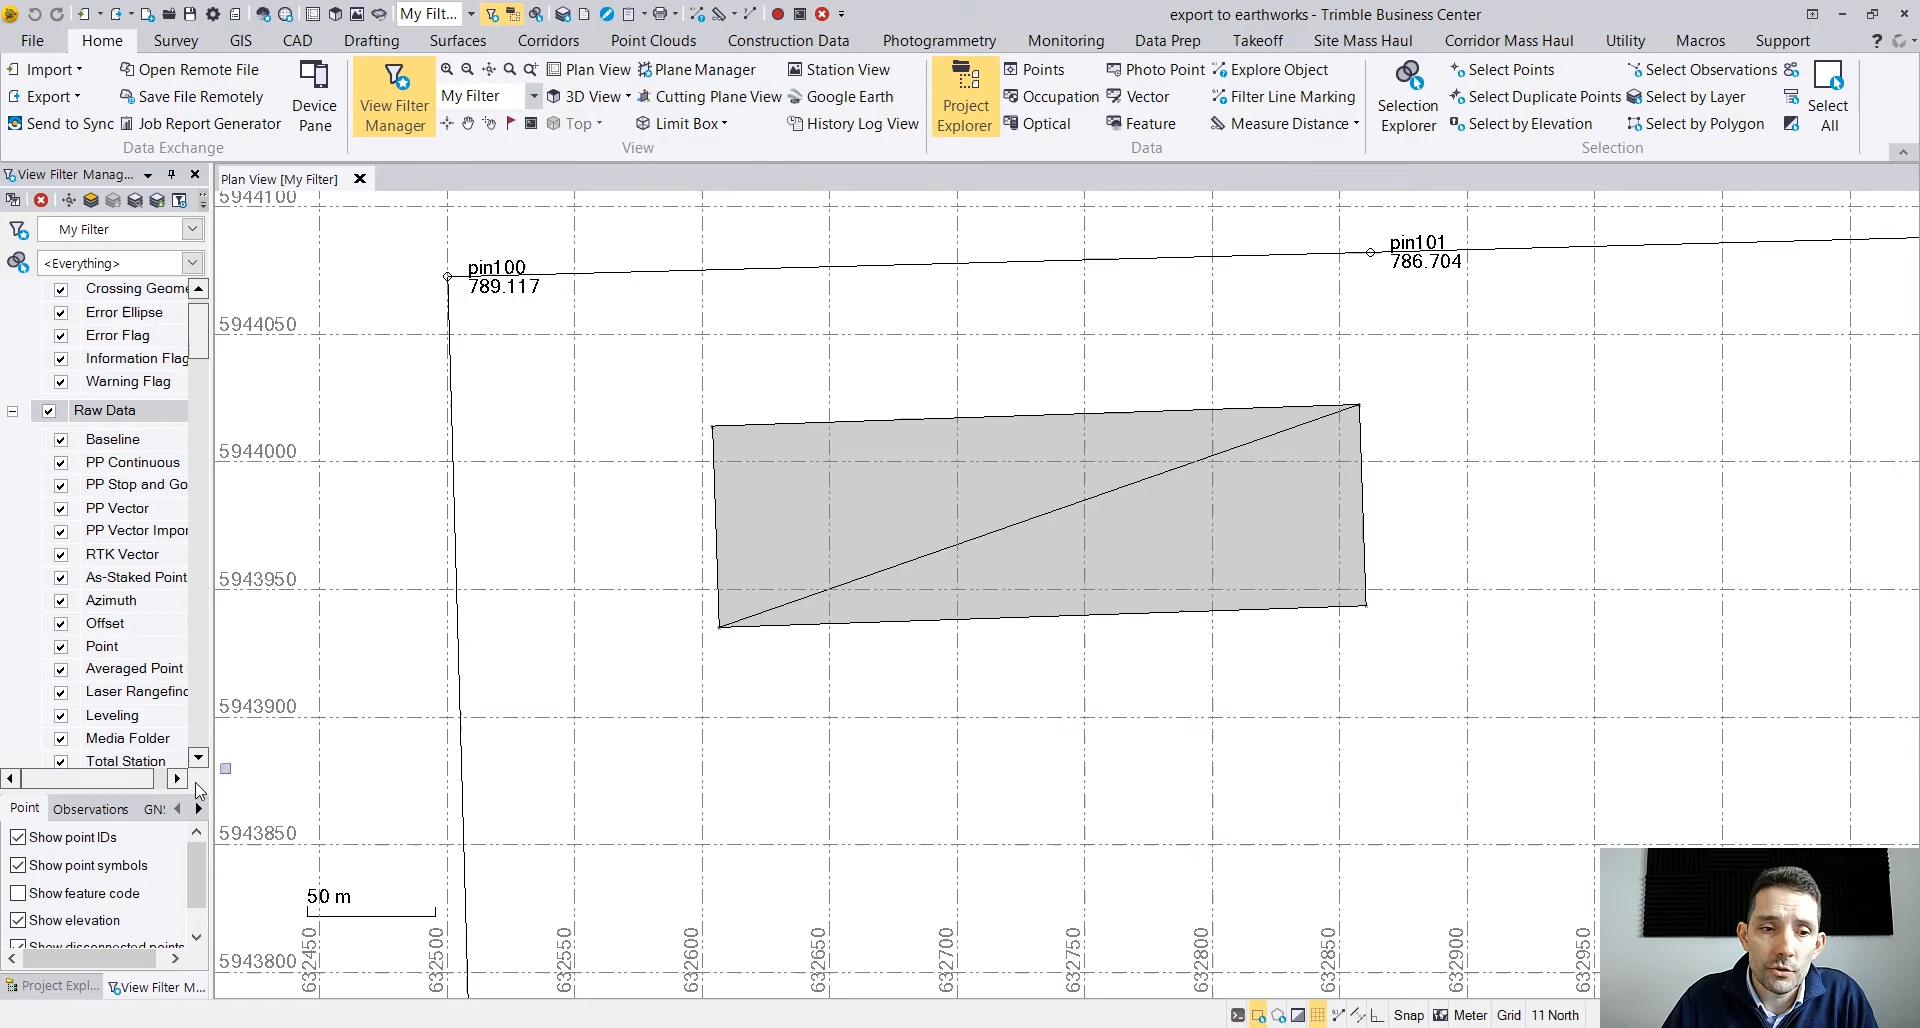 My Filt...
export to earthworks - Trimble Business Center
File Home Survey GIS CAD Drafting Surfaces Corridors Point Clouds Construction Data Photogrammetry Monitoring Data Prep Takeoff Site Mass Haul Corridor Mass Haul Utility Macros Support
Import
Export
Send to Sync
Open Remote File
Save File Remotely
Job Report Generator
Device
Pane
Data Exchange
View Filter
Manager
My Filter
Plan View
3D View
Top
Plane Manager
Cutting Plane View
Limit Box
Station View
Google Earth
History Log View
View
Project
Explorer
Points
Occupation
Optical
Photo Point
Vector
Feature
Explore Object
Filter Line Marking
Measure Distance
Data
Selection
Explorer
Select Points
Select Duplicate Points
Select by Elevation
Select Observations
Select by Layer
Select by Polygon
Select
All
Selection
View Filter Manag...
My Filter
<Everything>
Crossing Geome
Error Ellipse
Error Flag
Information Flag
Warning Flag
Raw Data
Baseline
PP Continuous
PP Stop and Go
PP Vector
PP Vector Impor
RTK Vector
As-Staked Point
Azimuth
Offset
Point
Averaged Point
Laser Rangefind
Leveling
Media Folder
Total Station
Point Observations GN
Show point IDs
Show point symbols
Show feature code
Show elevation
Show disconnected points
Project Expl... View Filter M...
Plan View [My Filter]
5944100
5944050
5944000
5943950
5943900
5943850
5943800
pin100
789.117
pin101
786.704
50 m
632450
632500
632550
632600
632650
632700
632750
632800
632850
632900
632950
Snap Meter Grid 11 North